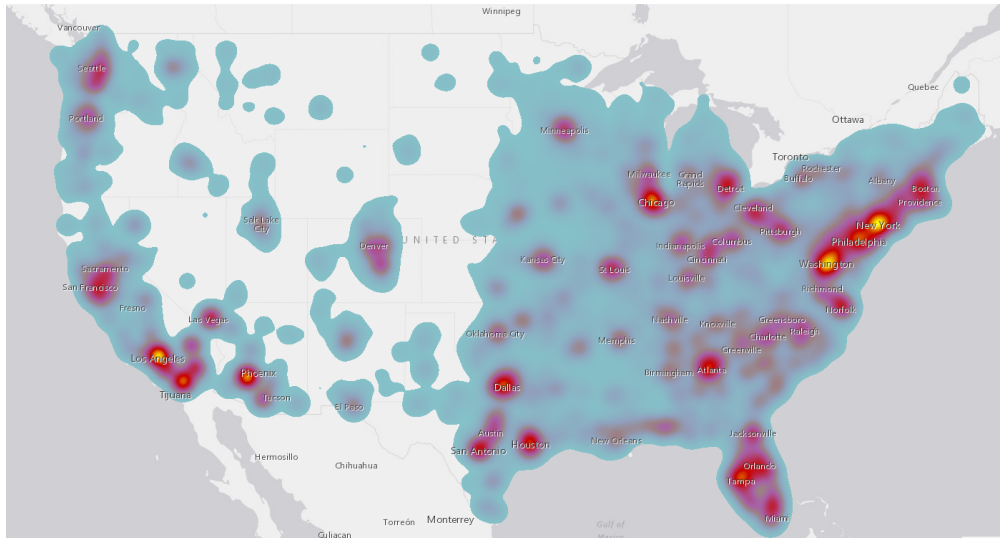 Winnipeg
Vancouver
Seattle
Quebec
Portland
Ottawa
Minneapolis
Toronto
Rochester
Buffalo
Albany
Milwaukee
Grand
Rapids
Detroit
Boston
Providence
Chicago
Cleveland
Salt Lake
City
New York
Pittsburgh
Philadelphia
Denver
UNITED STA
Indianapolis
Columbus
Sacramento
Kansas City
Cincinnati
Washington
St Louis
San Francisco
Louisville
Richmond
Fresno
Norfolk
Las Vegas
Nashville
Knoxville
Greensboro
Oklahoma City
Raleigh
Memphis
Charlotte
Greenville
Los Angeles
Phoenix
Birmingham
Atlanta
Dallas
Tijuana
Tucson
El Paso
Austin
Jacksonville
New Orleans
Houston
San Antonio
Hermosillo
Chihuahua
Orlando
Tampa
Torreón
Monterrey
Miami
Gulf of
Mexico
Culiacan